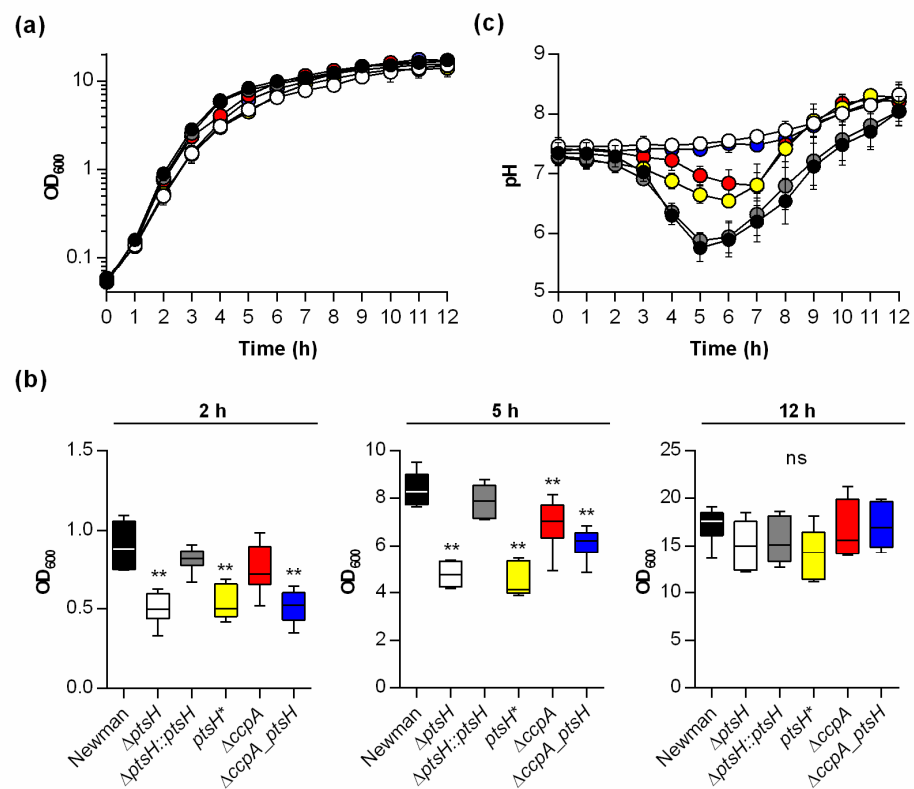 (a)
10
1
0.1
OD600
0 1 2 3 4 5 6 7 8 9 10 11 12
Time (h)
(c)
9
8
7
6
5
pH
0 1 2 3 4 5 6 7 8 9 10 11 12
Time (h)
(b)
2 h
1.5
1.0
0.5
0.0
OD600
** ** **
Newman
ΔptsH
ΔptsH::ptsH
ptsH*
ΔccpA
ΔccpA_ptsH
5 h
10
8
6
4
2
0
OD600
** ** ** **
Newman
ΔptsH
ΔptsH::ptsH
ptsH*
ΔccpA
ΔccpA_ptsH
12 h
25
20
15
10
5
0
OD600
ns
Newman
ΔptsH
ΔptsH::ptsH
ptsH*
ΔccpA
ΔccpA_ptsH